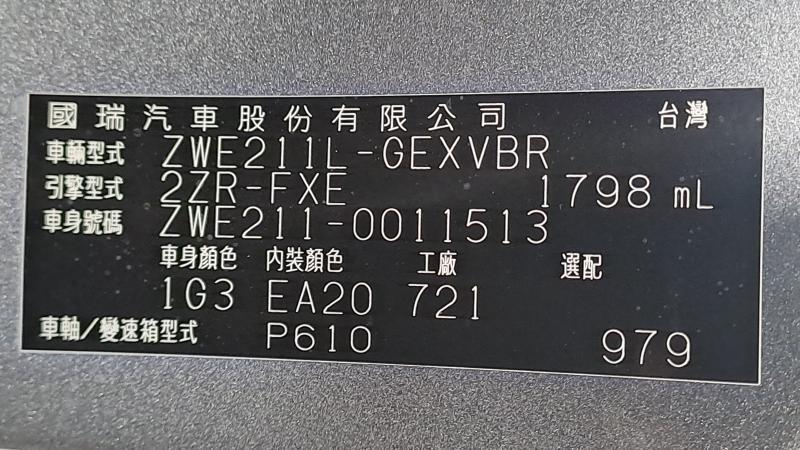 國瑞汽車股份有限公司 台灣
車輛型式 ZWE211L-GEXVBR
引擎型式 2ZR-FXE 1798 mL
車身號碼 ZWE211-0011513
車身顏色 內裝顏色 工廠 選配
1G3 EA20 721
車軸/變速箱型式 P610 979